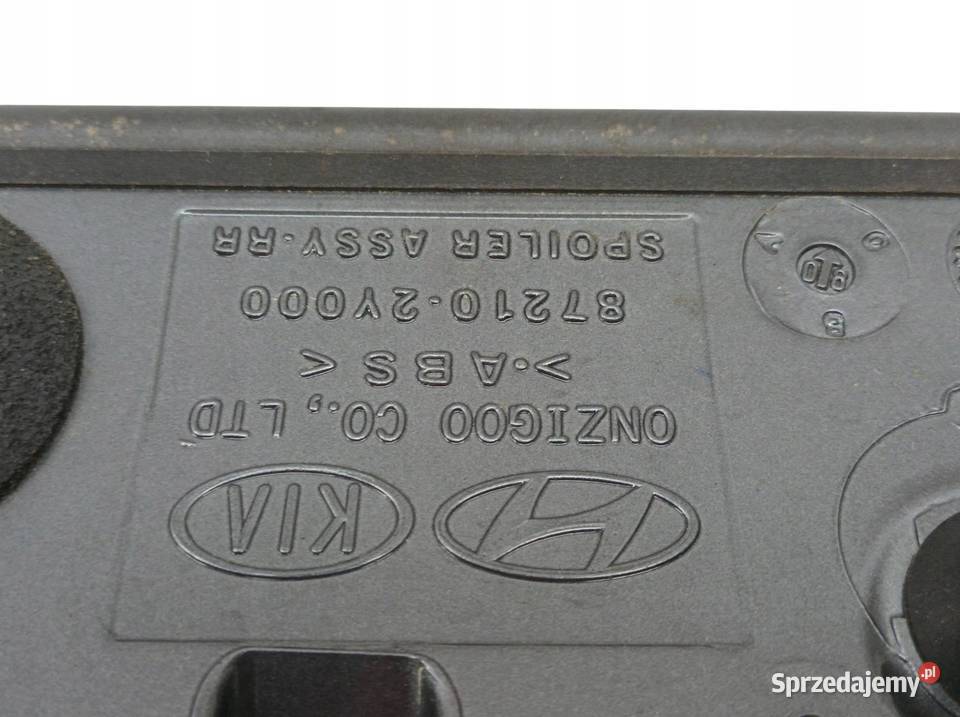 KIA
ONZIGOO CO., LTD
>·ABS<
87210-2Y000
SPOILER ASSY-RR
A
B
Sprzedajemy.pl